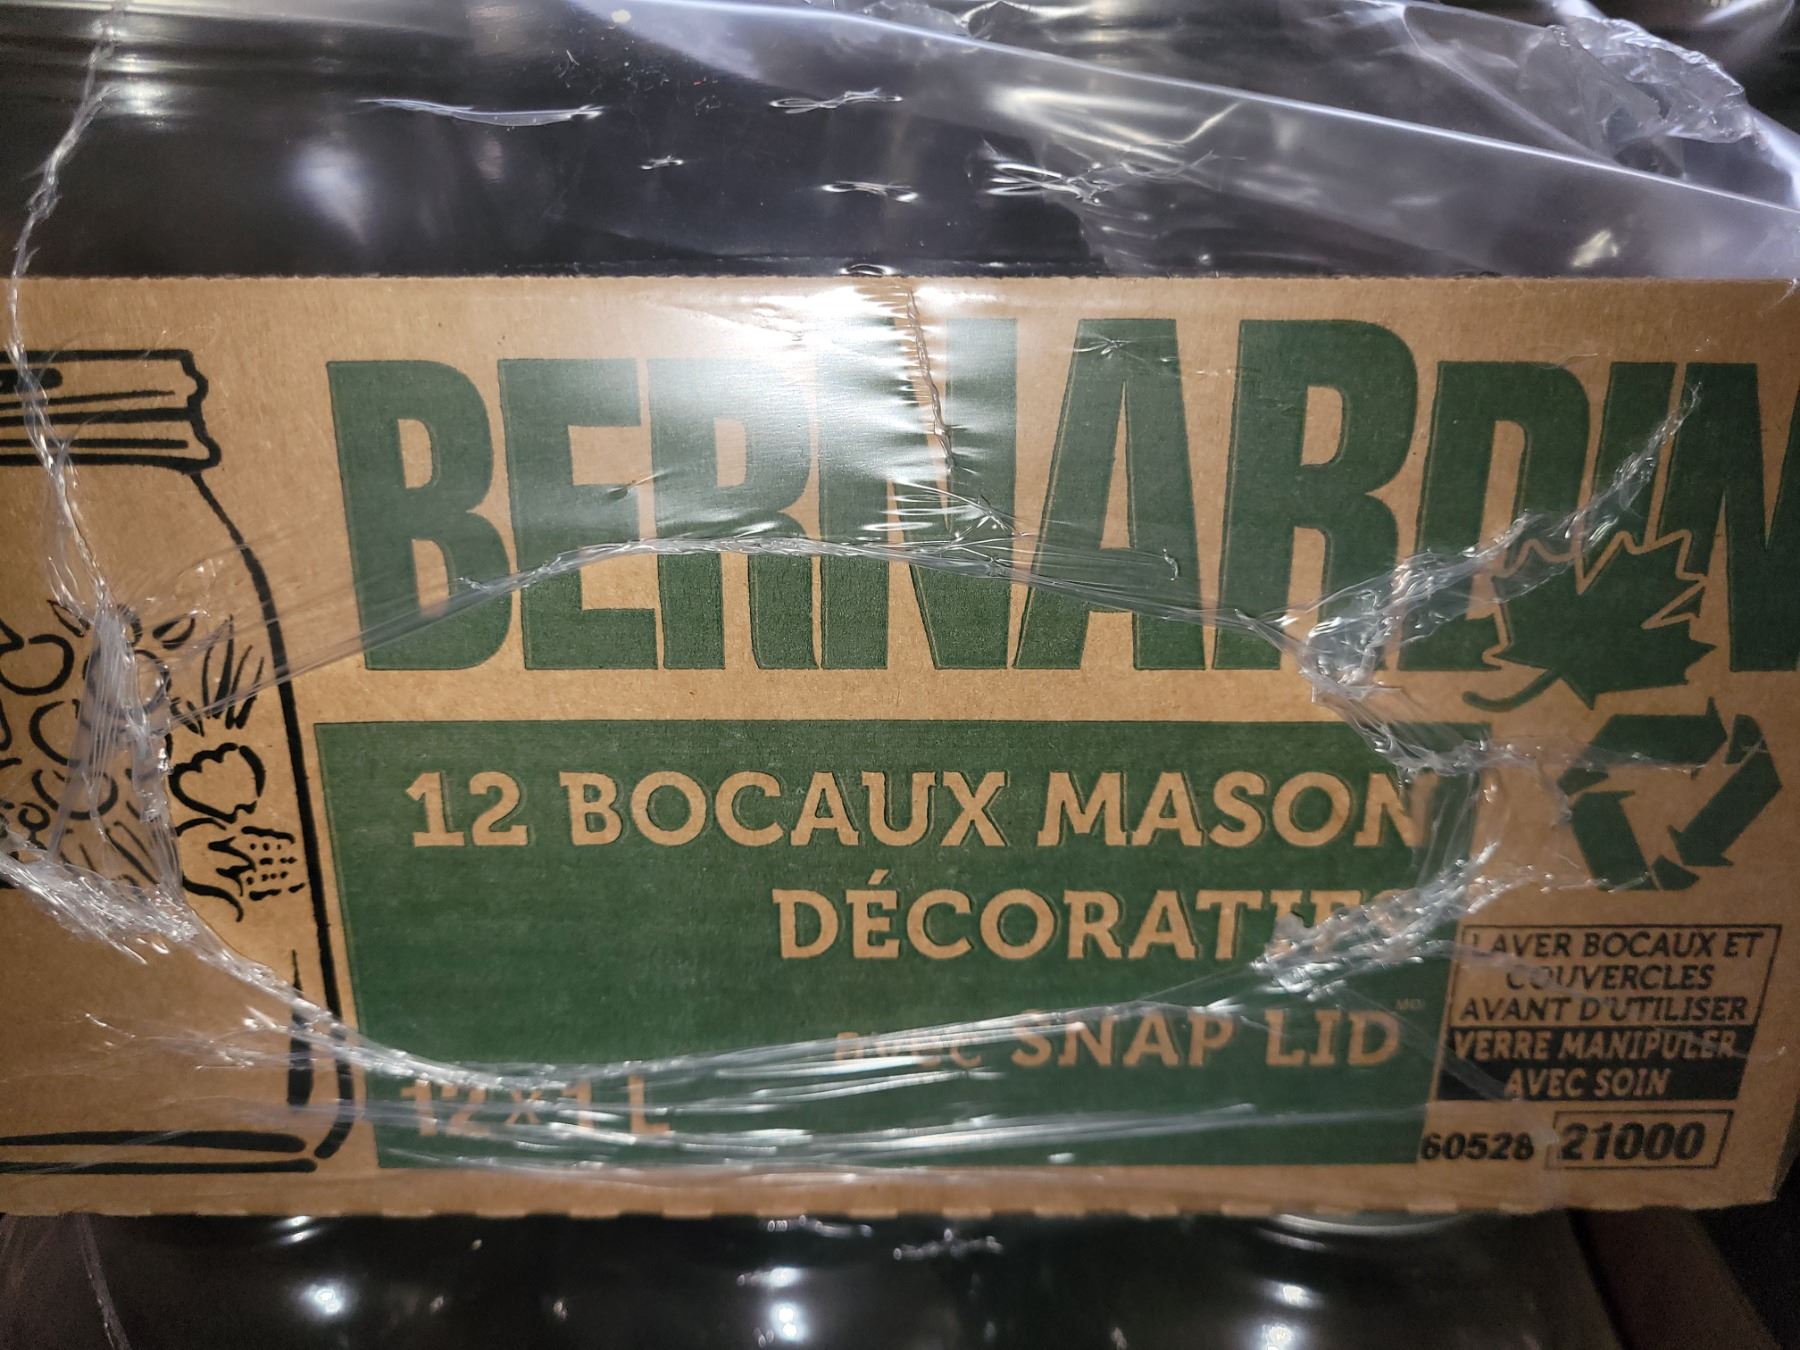 BERNARDIN
12 BOCAUX MASON
DÉCORATIFS
AVEC SNAP LID MD
12 x 1 L
LAVER BOCAUX ET
COUVERCLES
AVANT D'UTILISER
VERRE MANIPULER
AVEC SOIN
60528 21000